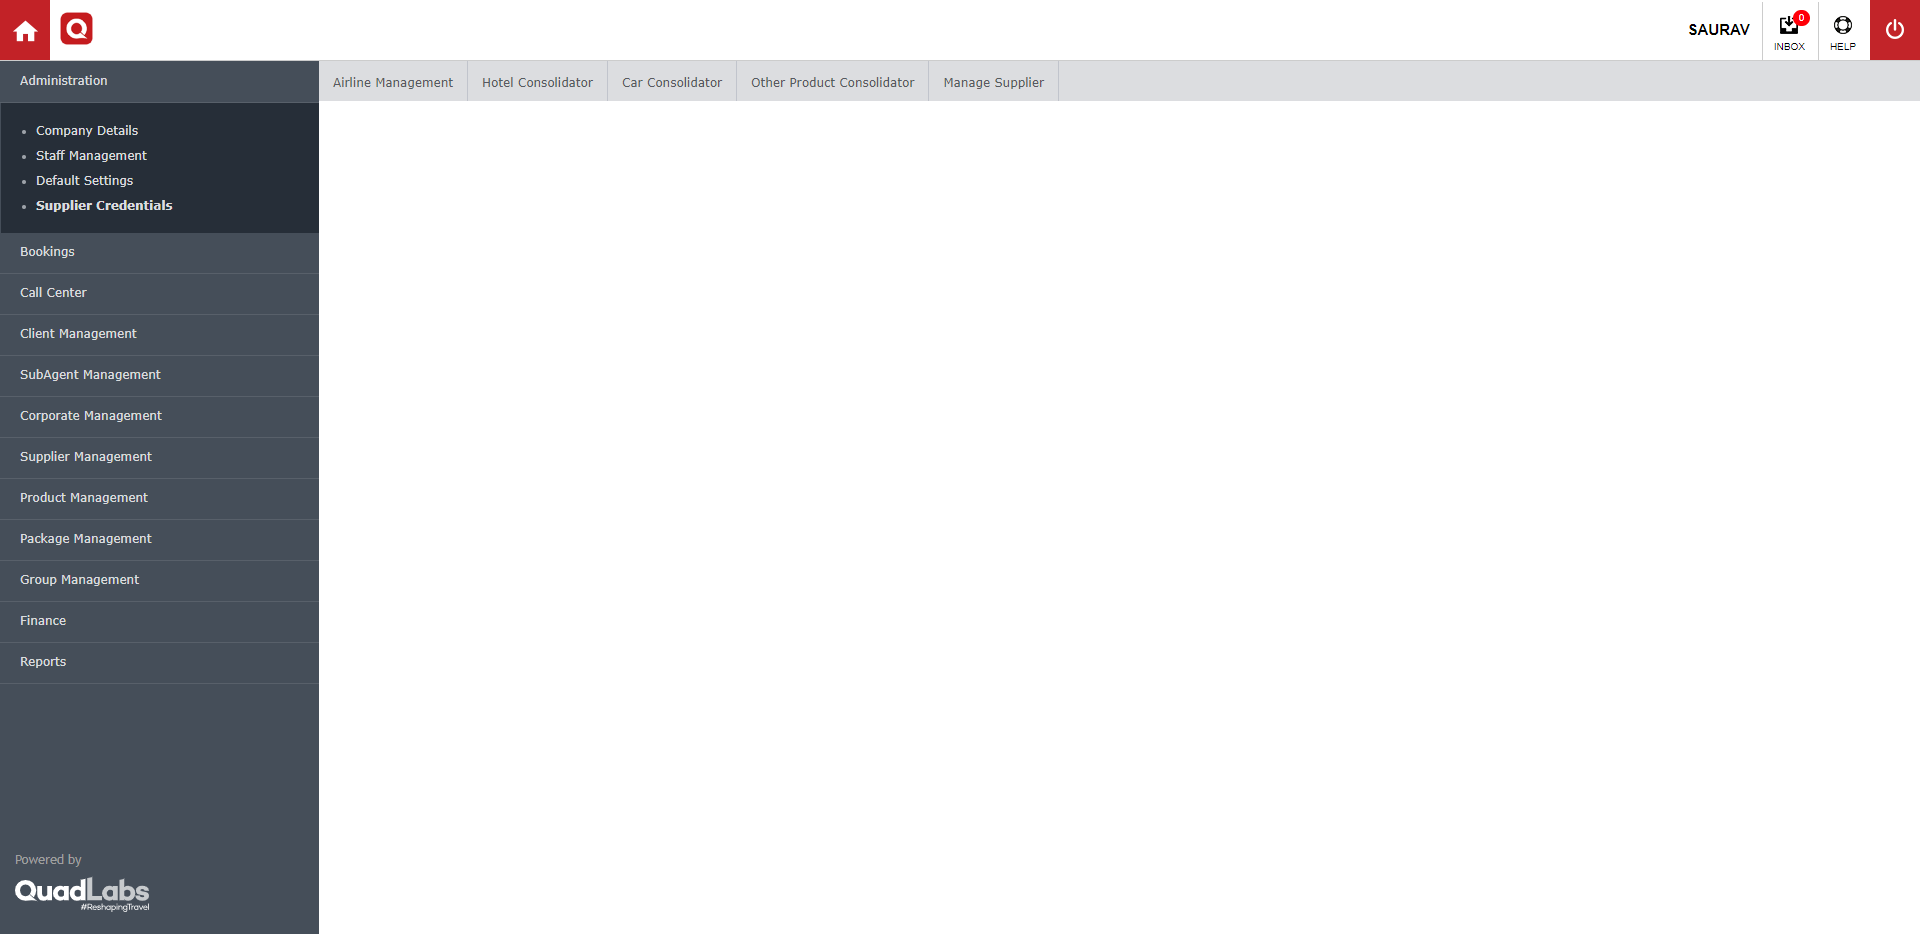 SAURAV
0
INBOX
HELP
Administration
Company Details
Staff Management
Default Settings
Supplier Credentials
Bookings
Call Center
Client Management
SubAgent Management
Corporate Management
Supplier Management
Product Management
Package Management
Group Management
Finance
Reports
Powered by
QuadLabs
#ReshapingTravel
Airline Management
Hotel Consolidator
Car Consolidator
Other Product Consolidator
Manage Supplier